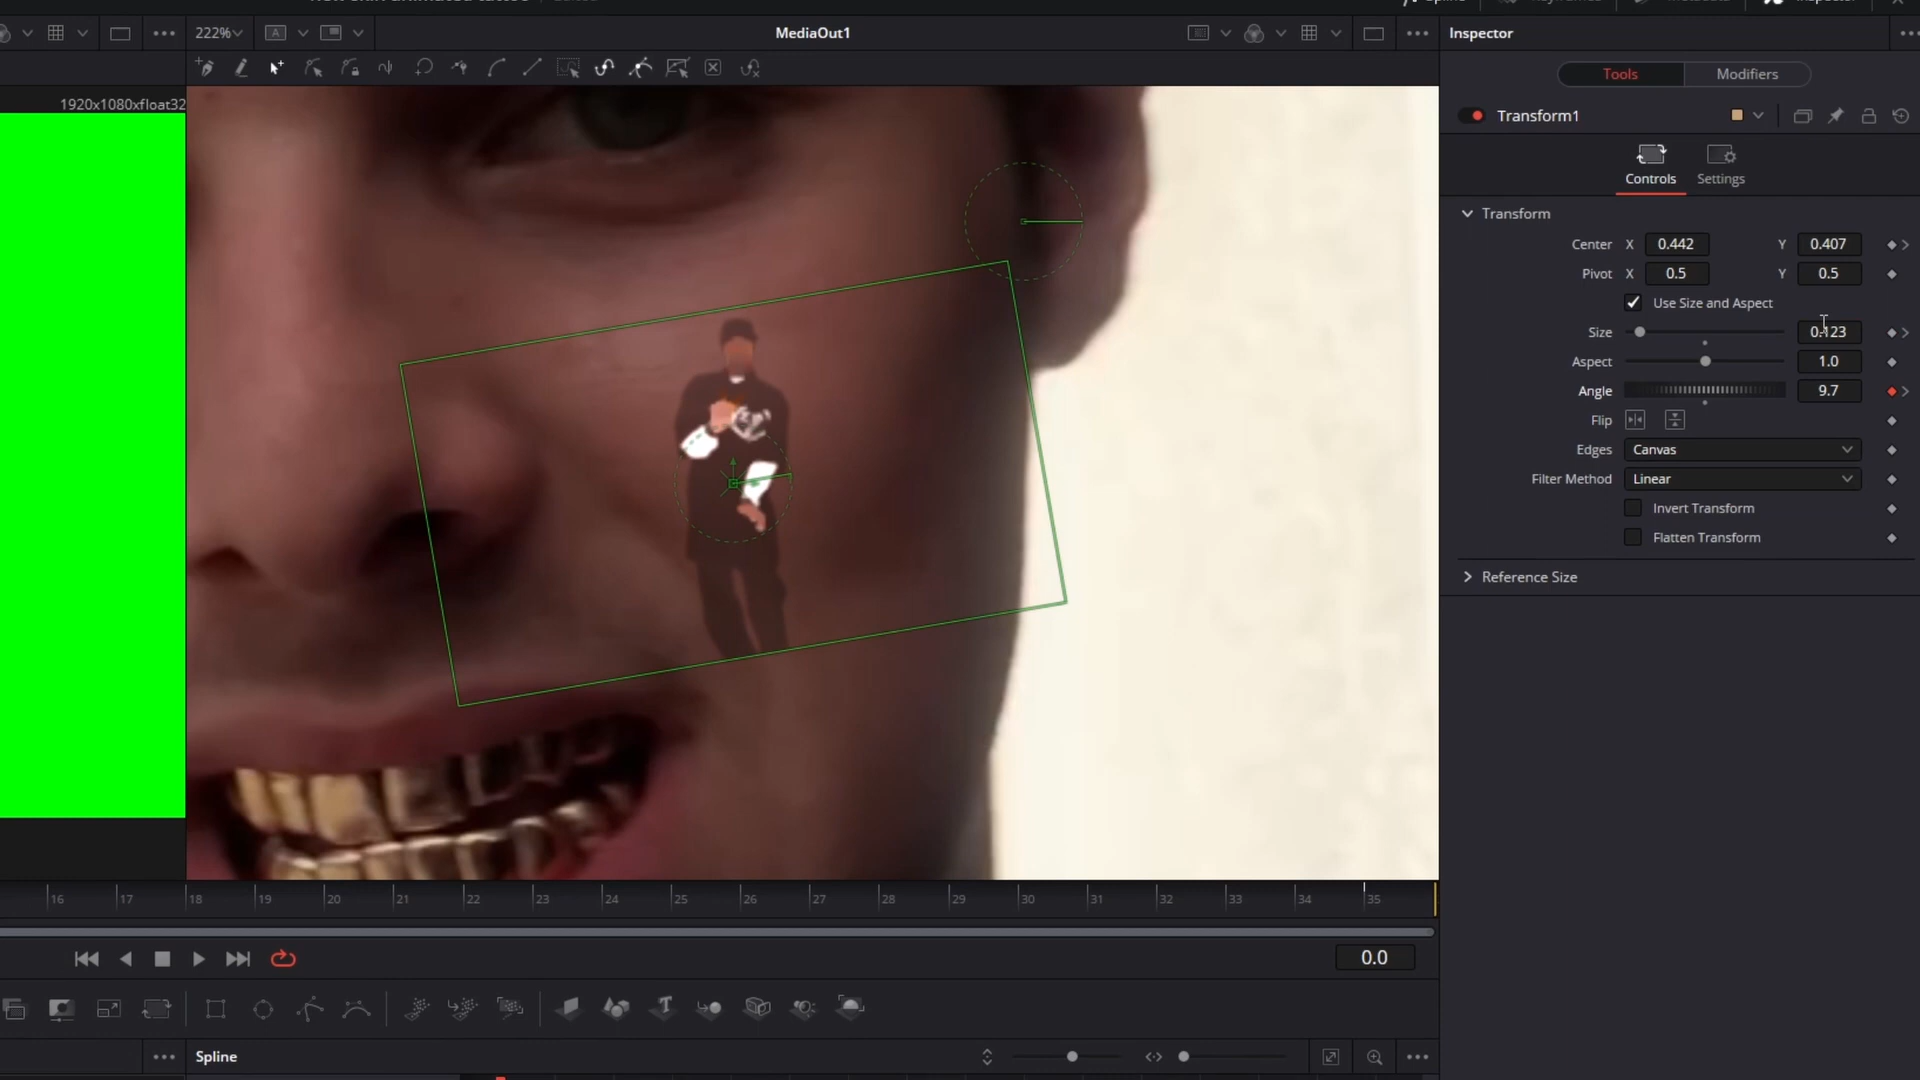 Spline
Inspector
222%
A
MediaOut1
Inspector
Tools
Modifiers
1920x1080xfloat32
Transform1
Controls
Settings
Transform
Center X 0.442 Y 0.407
Pivot X 0.5 Y 0.5
Use Size and Aspect
Size 0.123
Aspect 1.0
Angle 9.7
Flip
Edges Canvas
Filter Method Linear
Invert Transform
Flatten Transform
Reference Size
16 17 18 19 20 21 22 23 24 25 26 27 28 29 30 31 32 33 34 35
0.0
T
Spline